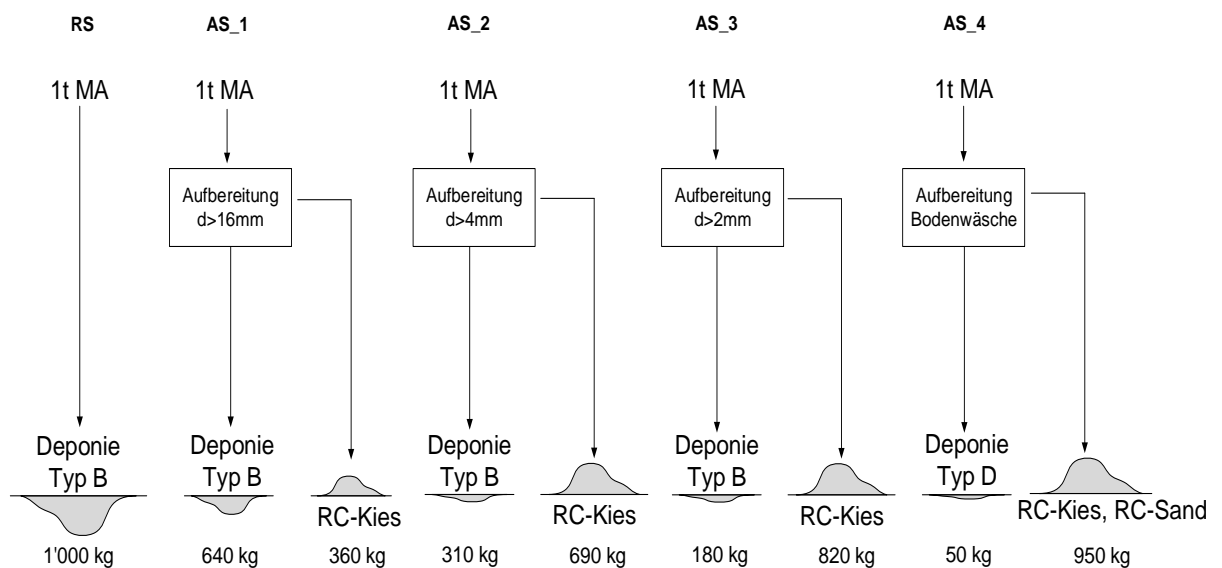 RS
AS_1
AS_2
AS_3
AS_4
1t MA
1t MA
1t MA
1t MA
1t MA
Aufbereitung
d>16mm
Aufbereitung
d>4mm
Aufbereitung
d>2mm
Aufbereitung
Bodenwäsche
Deponie
Typ B
Deponie
Typ B
Deponie
Typ B
Deponie
Typ B
Deponie
Typ D
RC-Kies
RC-Kies
RC-Kies
RC-Kies, RC-Sand
1'000 kg
640 kg
360 kg
310 kg
690 kg
180 kg
820 kg
50 kg
950 kg